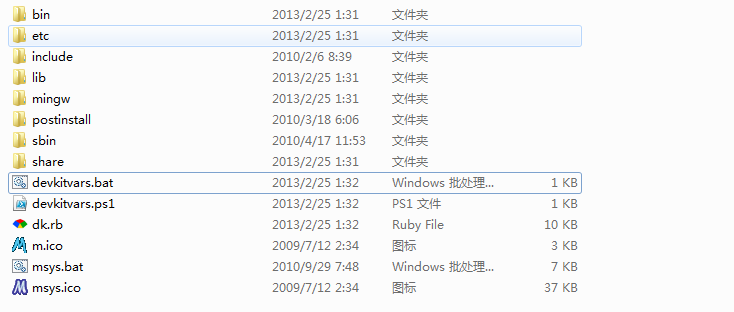 bin 2013/2/25 1:31 文件夹
etc 2013/2/25 1:31 文件夹
include 2010/2/6 8:39 文件夹
lib 2013/2/25 1:31 文件夹
mingw 2013/2/25 1:31 文件夹
postinstall 2010/3/18 6:06 文件夹
sbin 2010/4/17 11:53 文件夹
share 2013/2/25 1:31 文件夹
devkitvars.bat 2013/2/25 1:32 Windows 批处理... 1 KB
devkitvars.ps1 2013/2/25 1:32 PS1 文件 1 KB
dk.rb 2013/2/25 1:32 Ruby File 10 KB
m.ico 2009/7/12 2:34 图标 3 KB
msys.bat 2010/9/29 7:48 Windows 批处理... 7 KB
msys.ico 2009/7/12 2:34 图标 37 KB